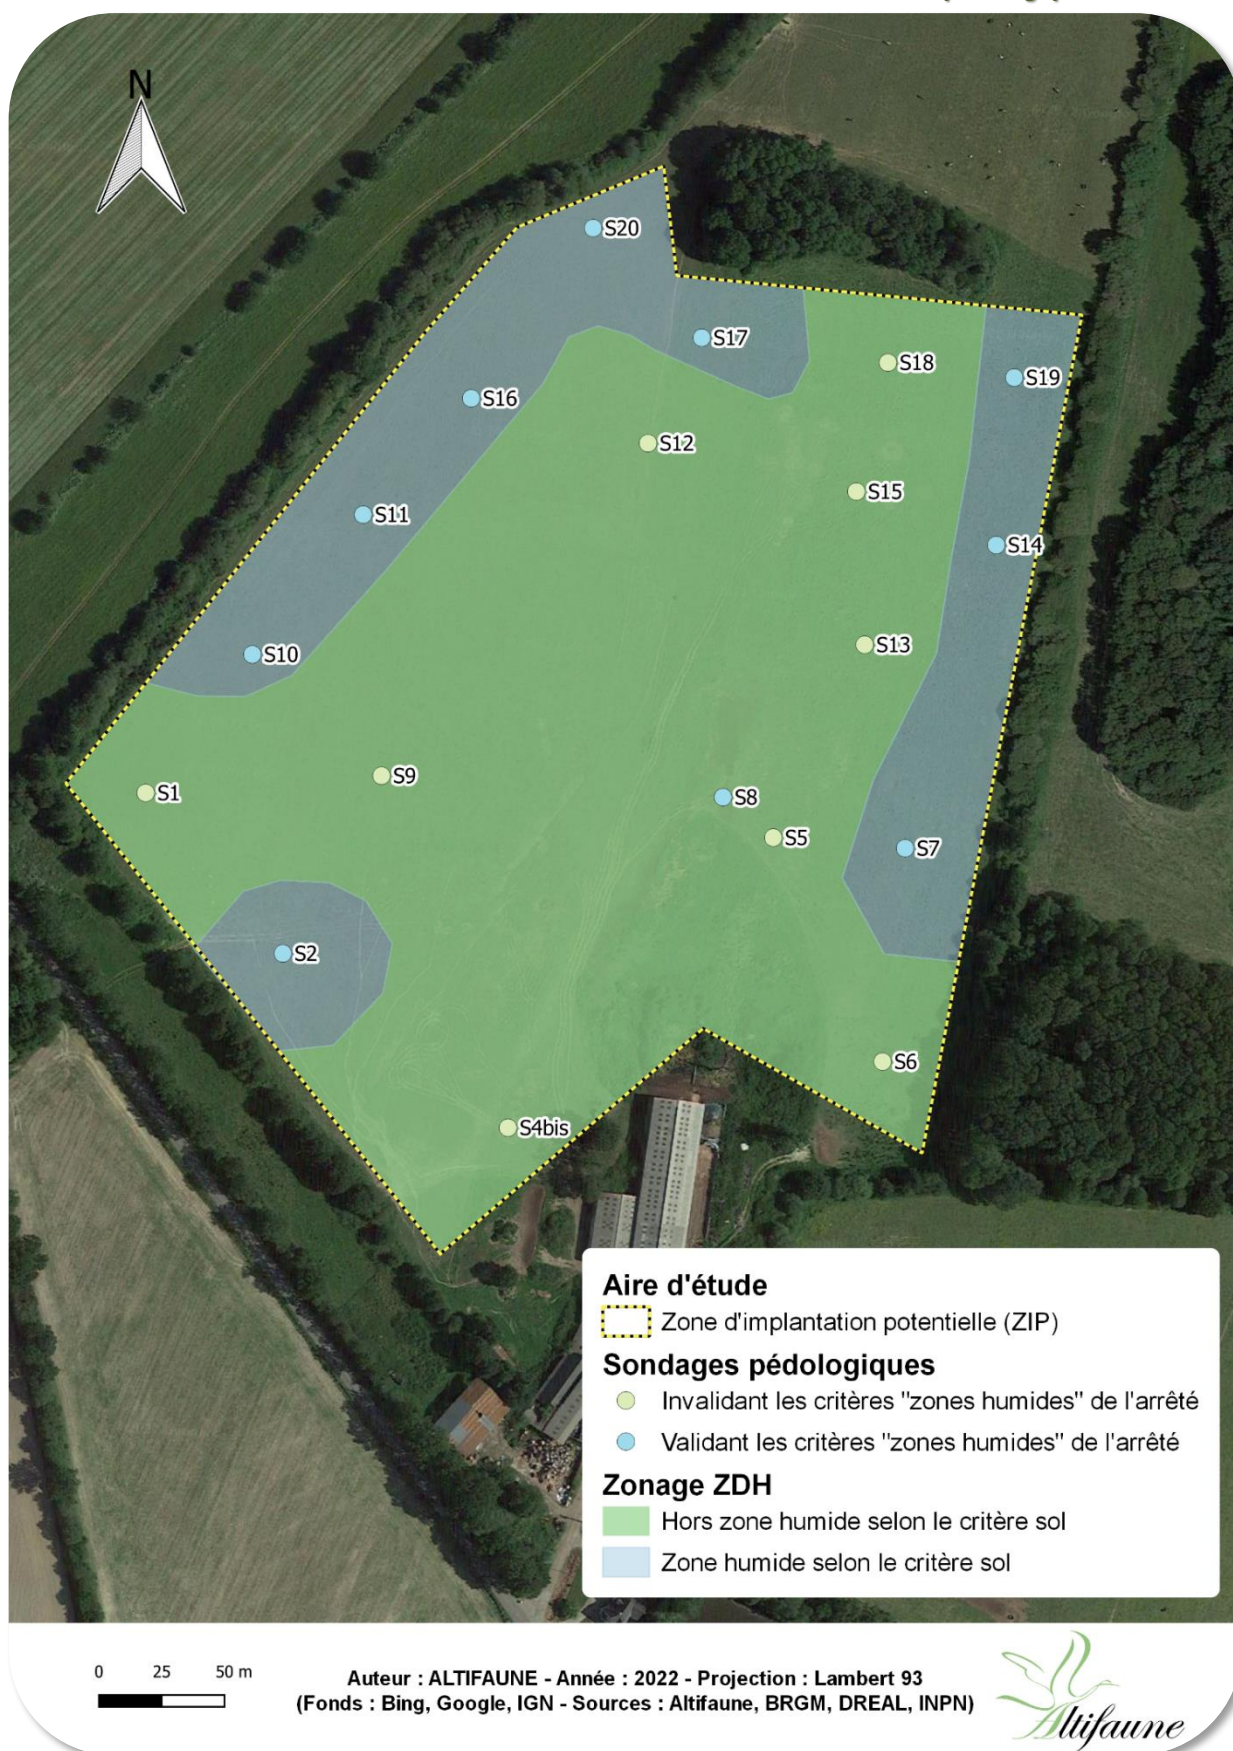 N
S20
S17
S18
S19
S16
S12
S15
S11
S14
S13
S10
S9
S1
S8
S5
S7
S2
S6
S4bis
Aire d'étude
Zone d'implantation potentielle (ZIP)
Sondages pédologiques
Invalidant les critères "zones humides" de l'arrêté
Validant les critères "zones humides" de l'arrêté
Zonage ZDH
Hors zone humide selon le critère sol
Zone humide selon le critère sol
0 25 50 m
Auteur : ALTIFAUNE - Année : 2022 - Projection : Lambert 93
(Fonds : Bing, Google, IGN - Sources : Altifaune, BRGM, DREAL, INPN)
Altifaune